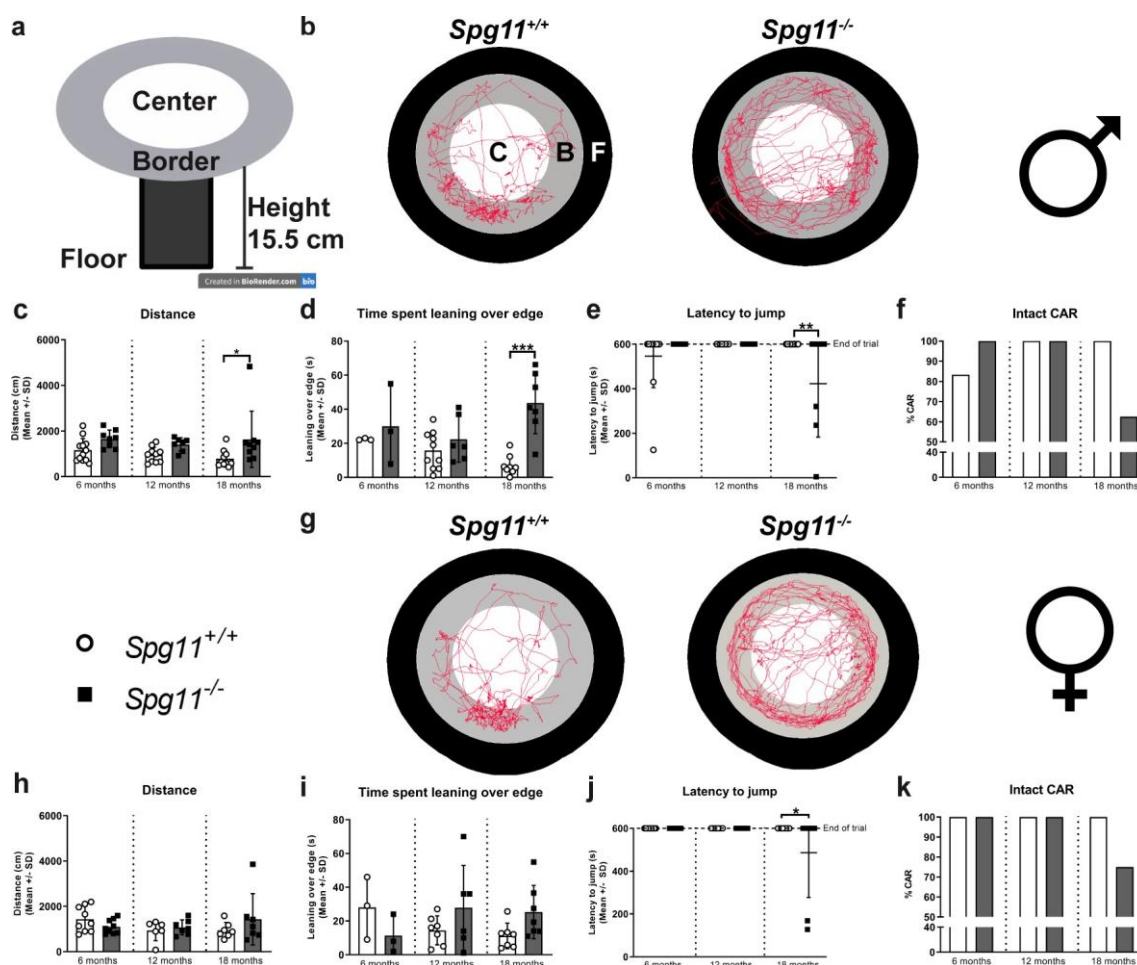 a
Center
Border
Floor
Height
15.5 cm
Created in BioRender.com bio
b
Spg11+/+
Spg11-/-
C
B
F
c
Distance
Distance (cm)
(Mean +/- SD)
6000
4000
2000
0
*
6 months
12 months
18 months
d
Time spent leaning over edge
Leaning over edge (s)
(Mean +/- SD)
80
60
40
20
0
***
6 months
12 months
18 months
e
Latency to jump
Latency to jump (s)
(Mean +/- SD)
600
400
200
0
**
End of trial
6 months
12 months
18 months
f
Intact CAR
% CAR
100
90
80
70
60
50
40
0
6 months
12 months
18 months
g
Spg11+/+
Spg11-/-
Spg11+/+
Spg11-/-
h
Distance
Distance (cm)
(Mean +/- SD)
6000
4000
2000
0
6 months
12 months
18 months
i
Time spent leaning over edge
Leaning over edge (s)
(Mean +/- SD)
80
60
40
20
0
6 months
12 months
18 months
j
Latency to jump
Latency to jump (s)
(Mean +/- SD)
600
400
200
0
*
End of trial
6 months
12 months
18 months
k
Intact CAR
% CAR
100
90
80
70
60
50
40
0
6 months
12 months
18 months